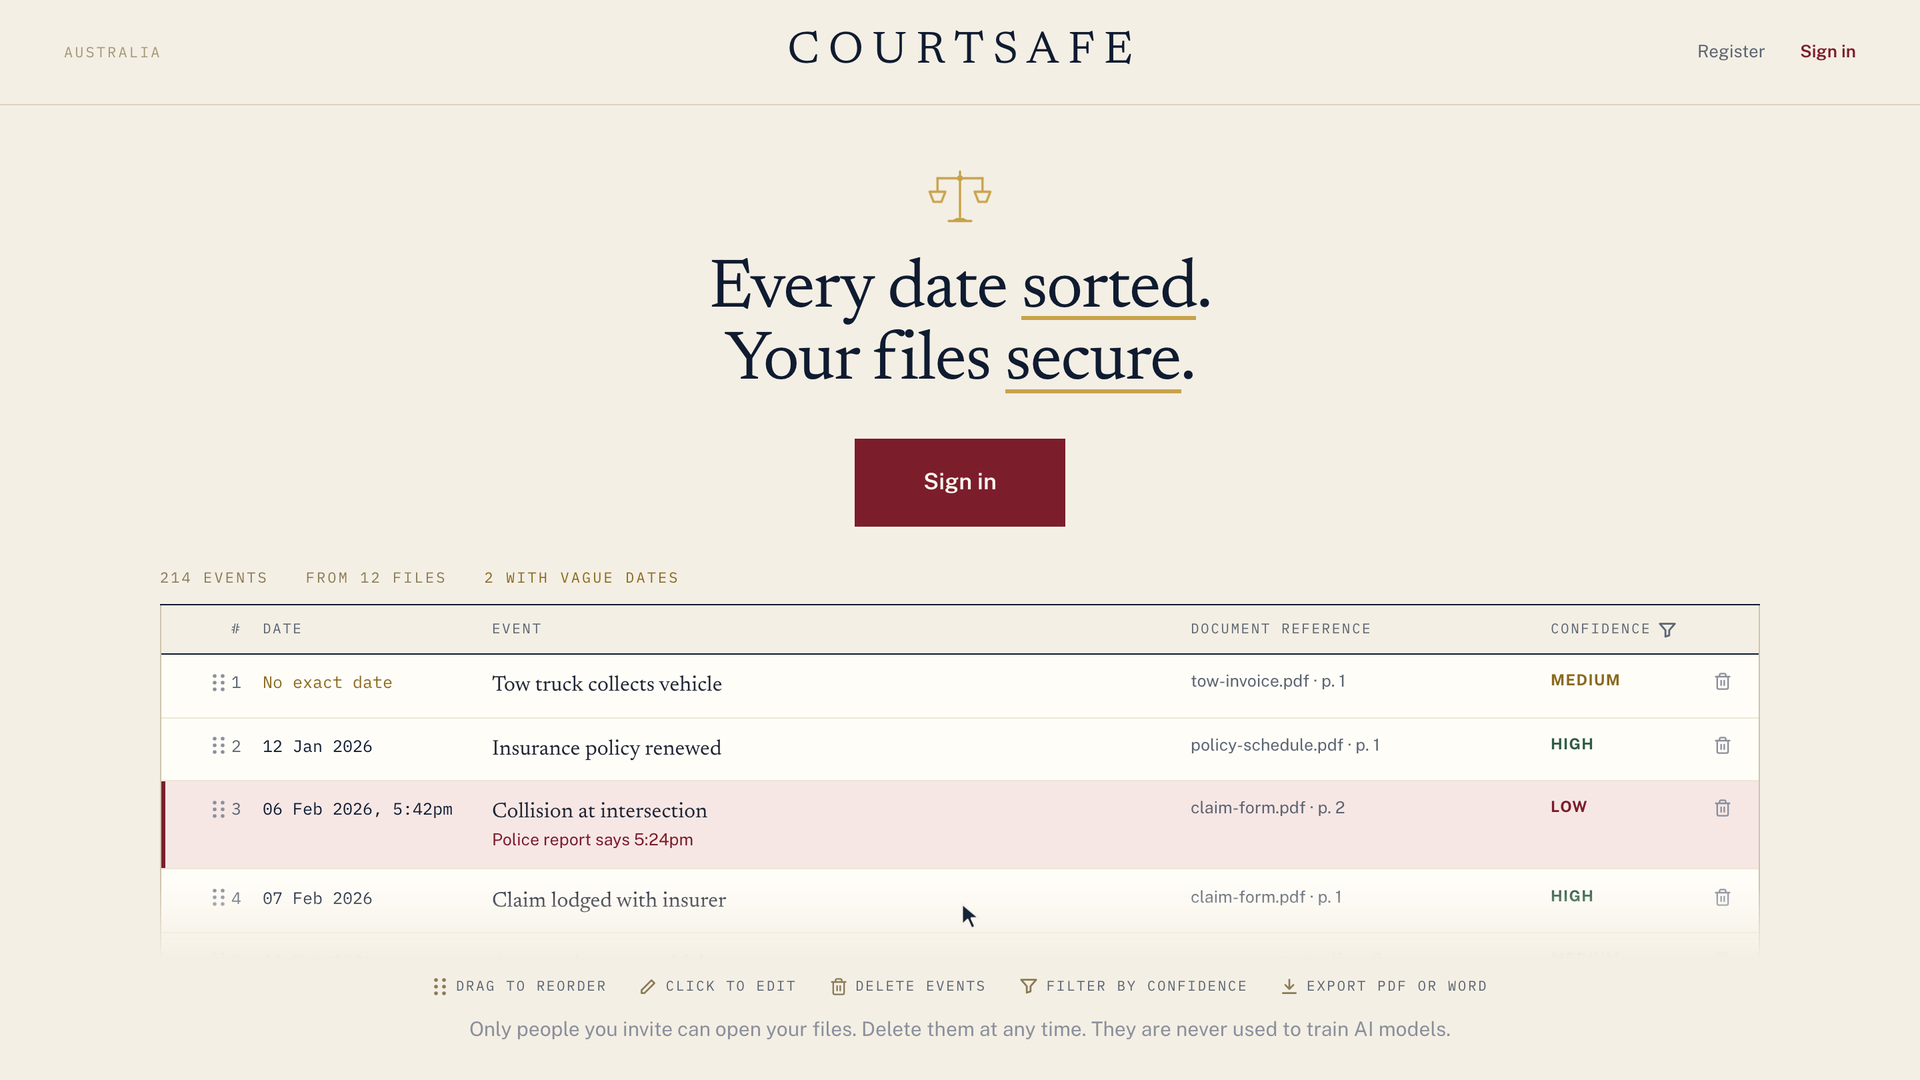 AUSTRALIA
COURTSAFE
Register
Sign in
Every date sorted.
Your files secure.
Sign in
214 EVENTS FROM 12 FILES 2 WITH VAGUE DATES
# DATE EVENT DOCUMENT REFERENCE CONFIDENCE
1 No exact date Tow truck collects vehicle tow-invoice.pdf · p. 1 MEDIUM
2 12 Jan 2026 Insurance policy renewed policy-schedule.pdf · p. 1 HIGH
3 06 Feb 2026, 5:42pm Collision at intersection claim-form.pdf · p. 2 LOW
Police report says 5:24pm
4 07 Feb 2026 Claim lodged with insurer claim-form.pdf · p. 1 HIGH
DRAG TO REORDER CLICK TO EDIT DELETE EVENTS FILTER BY CONFIDENCE EXPORT PDF OR WORD
Only people you invite can open your files. Delete them at any time. They are never used to train AI models.